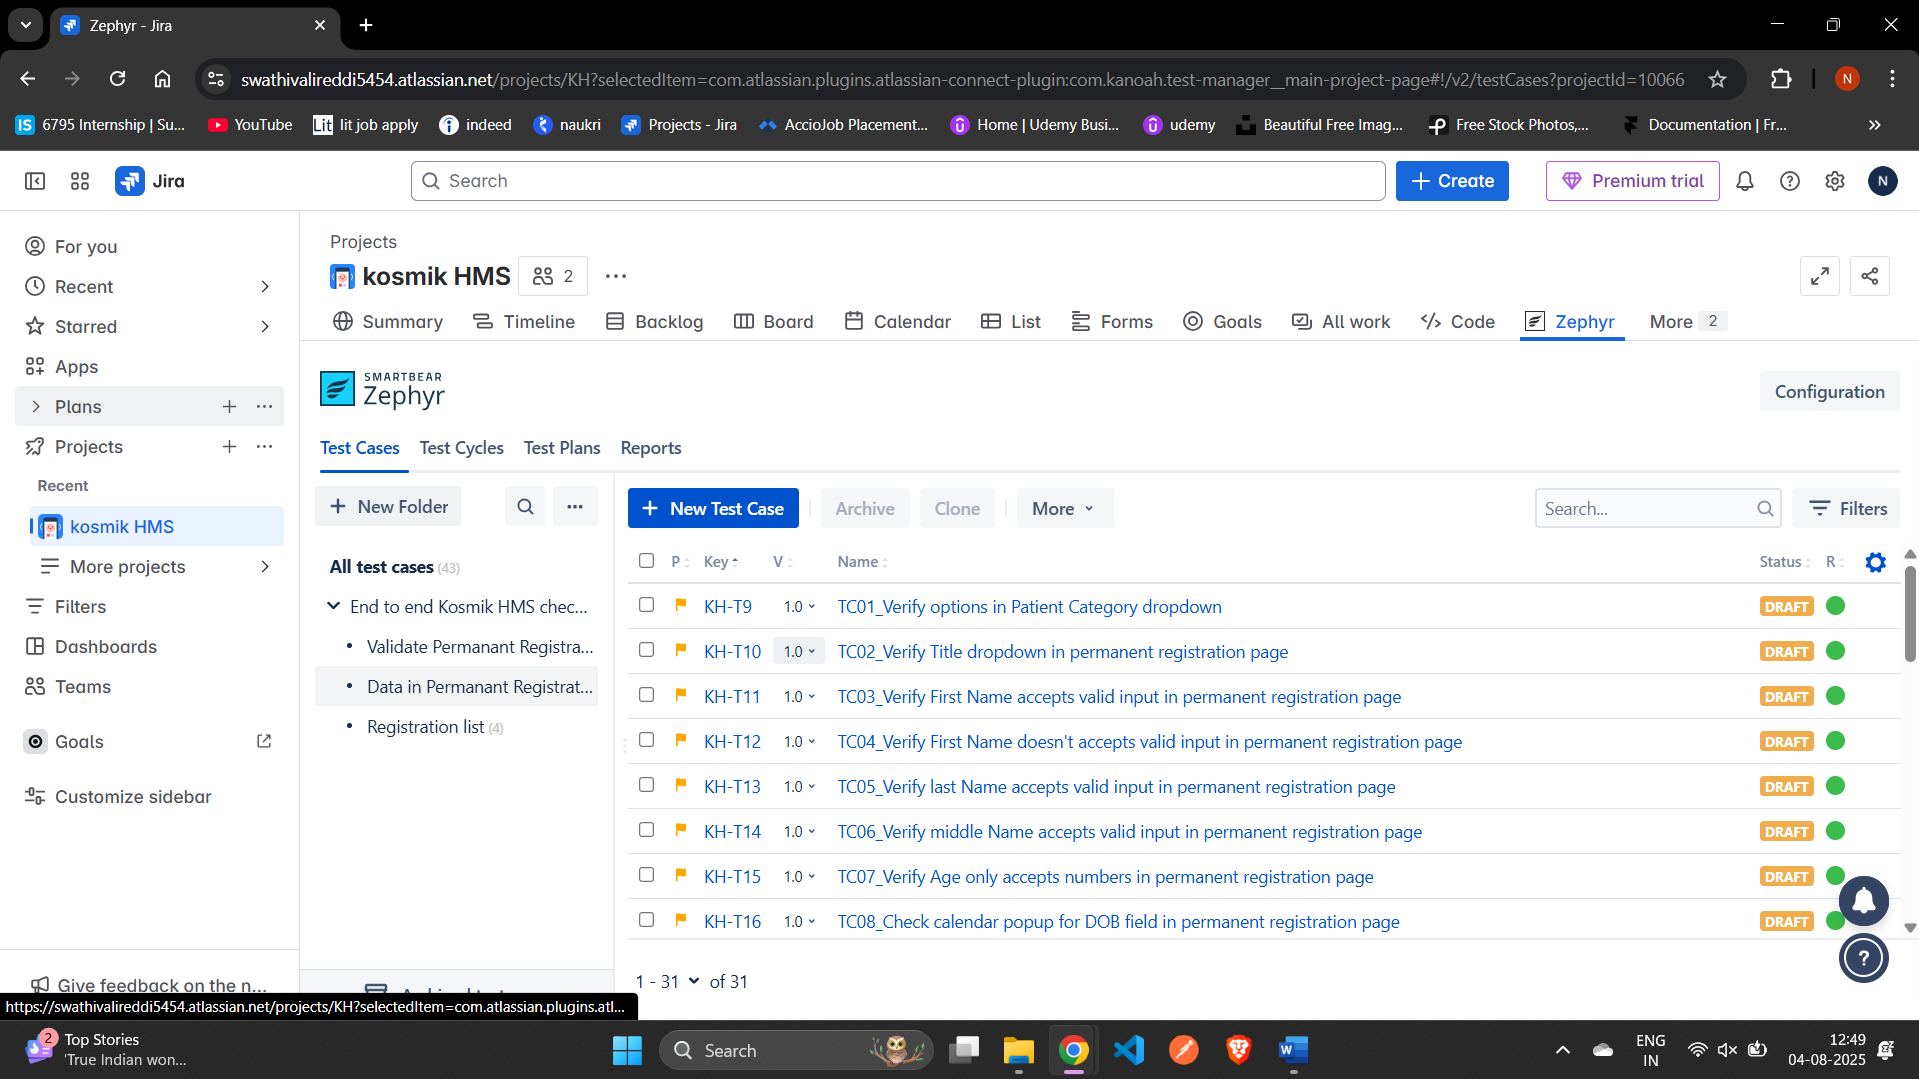 Zephyr - Jira
swathivalireddi5454.atlassian.net/projects/KH?selectedItem=com.atlassian.plugins.atlassian-connect-plugin:com.kanoah.test-manager__main-project-page#!/v2/testCases?projectId=10066
N
IS 6795 Internship | Su...
YouTube
Lit lit job apply
indeed
naukri
Projects - Jira
AccioJob Placement...
Home | Udemy Busi...
udemy
Beautiful Free Imag...
Free Stock Photos,...
Documentation | Fr...
Jira
Search
Create
Premium trial
N
For you
Recent
Starred
Apps
Plans
Projects
Recent
kosmik HMS
More projects
Filters
Dashboards
Teams
Goals
Customize sidebar
Give feedback on the n...
Projects
kosmik HMS 2
Summary Timeline Backlog Board Calendar List Forms Goals All work Code Zephyr More 2
SMARTBEAR
Zephyr
Configuration
Test Cases Test Cycles Test Plans Reports
New Folder
All test cases (43)
End to end Kosmik HMS chec...
Validate Permanant Registra...
Data in Permanant Registrat...
Registration list (4)
New Test Case Archive Clone More Search... Filters
P Key V Name Status R
KH-T9 1.0 TC01_Verify options in Patient Category dropdown DRAFT
KH-T10 1.0 TC02_Verify Title dropdown in permanent registration page DRAFT
KH-T11 1.0 TC03_Verify First Name accepts valid input in permanent registration page DRAFT
KH-T12 1.0 TC04_Verify First Name doesn't accepts valid input in permanent registration page DRAFT
KH-T13 1.0 TC05_Verify last Name accepts valid input in permanent registration page DRAFT
KH-T14 1.0 TC06_Verify middle Name accepts valid input in permanent registration page DRAFT
KH-T15 1.0 TC07_Verify Age only accepts numbers in permanent registration page DRAFT
KH-T16 1.0 TC08_Check calendar popup for DOB field in permanent registration page DRAFT
1 - 31 of 31
https://swathivalireddi5454.atlassian.net/projects/KH?selectedItem=com.atlassian.plugins.atl...
2
Top Stories
'True Indian won...
Search
ENG
IN
12:49
04-08-2025